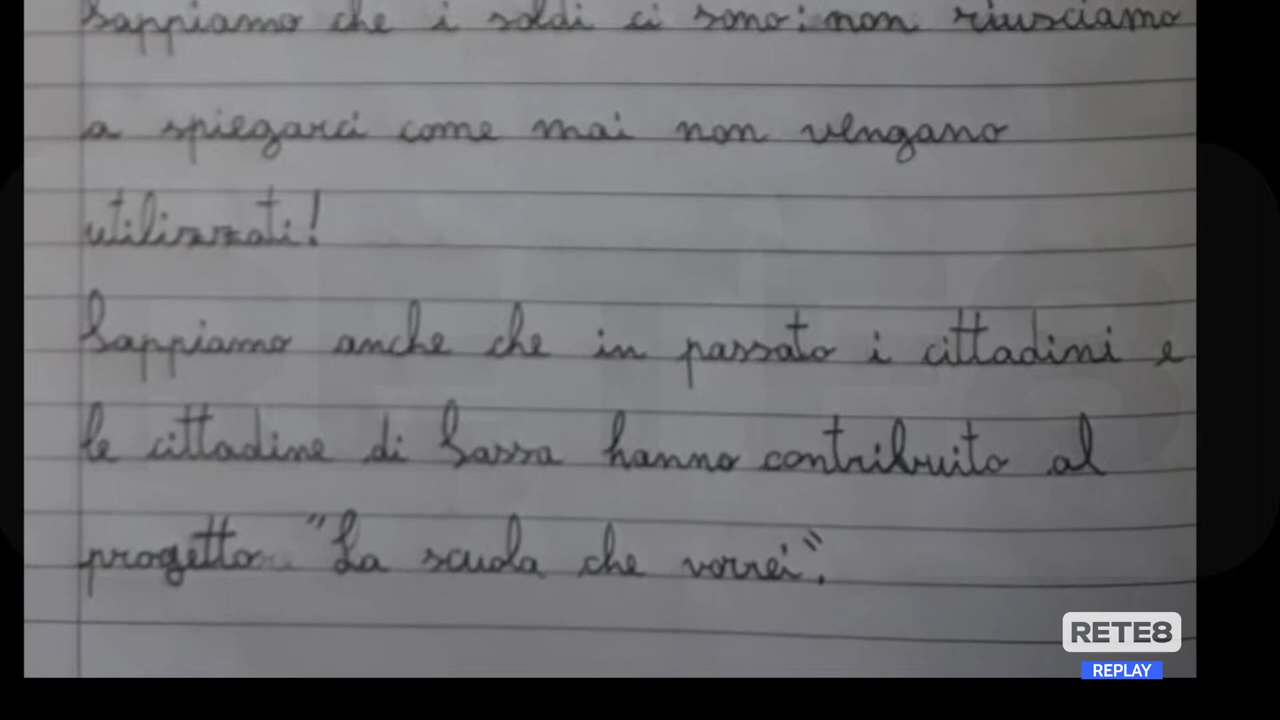 Sappiamo che i soldi ci sono: non riusciamo
a spiegarci come mai non vengano
utilizzati!
Sappiamo anche che in passato i cittadini e
le cittadine di Sassa hanno contribuito al
progetto "La scuola che vorrei".
RETE8
REPLAY